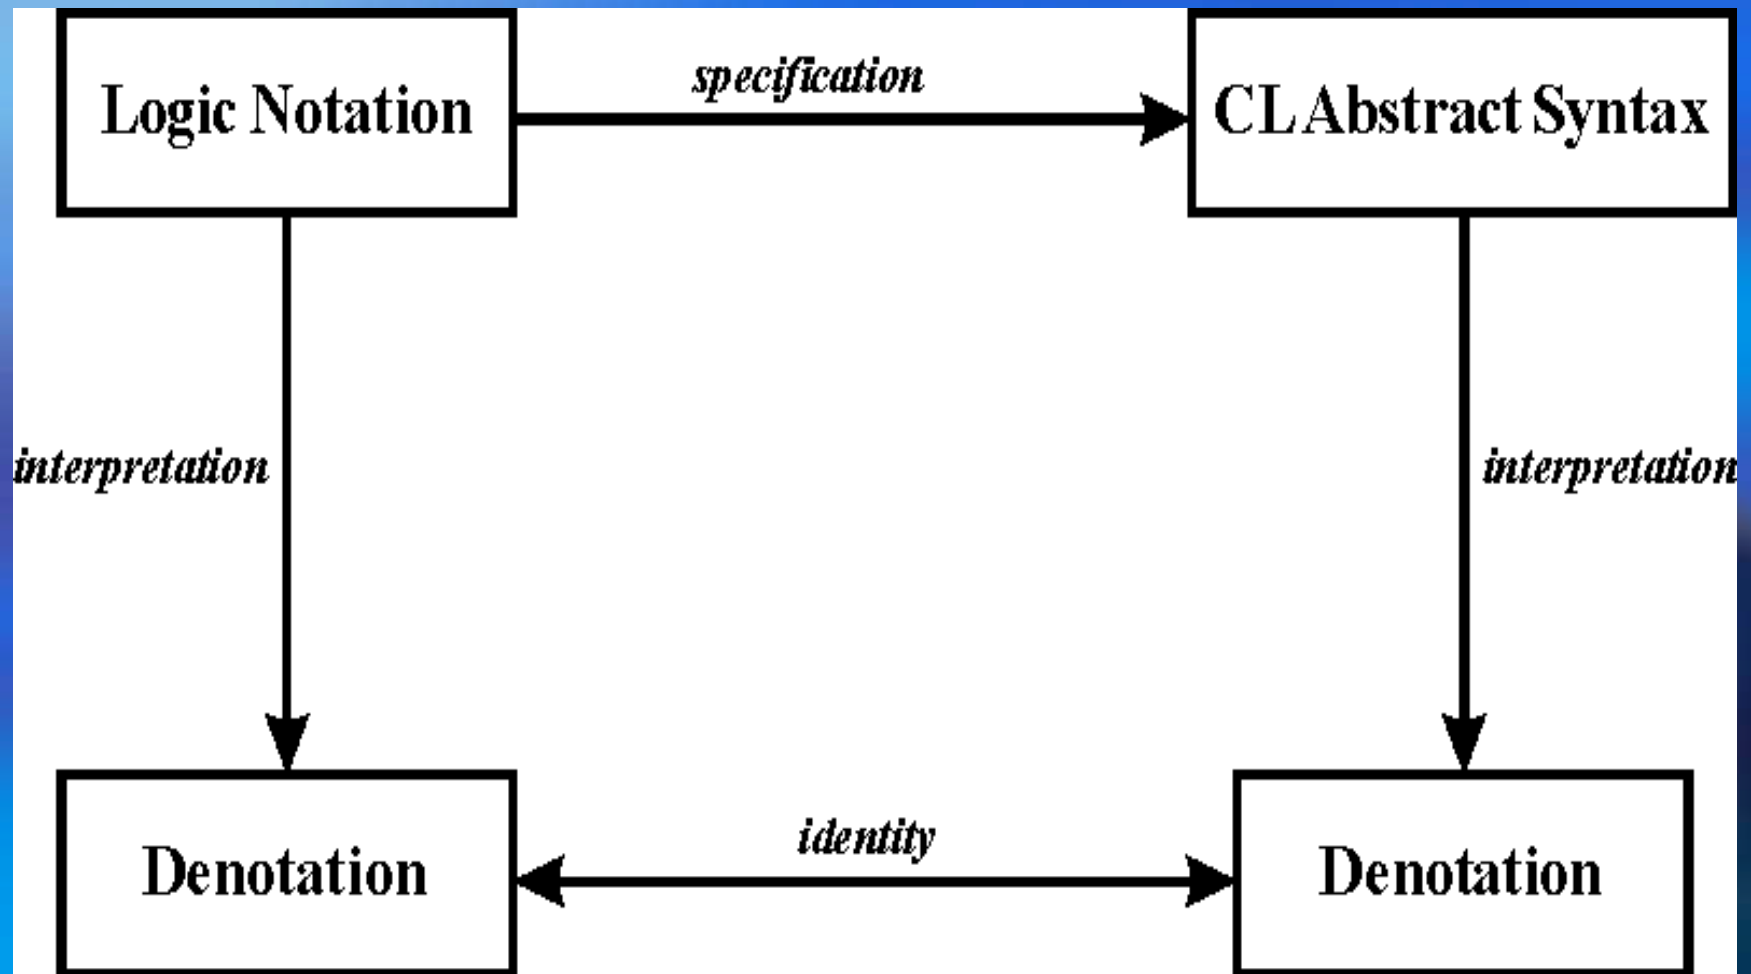 Logic Notation
specification
CL Abstract Syntax
interpretation
interpretation
Denotation
identity
Denotation